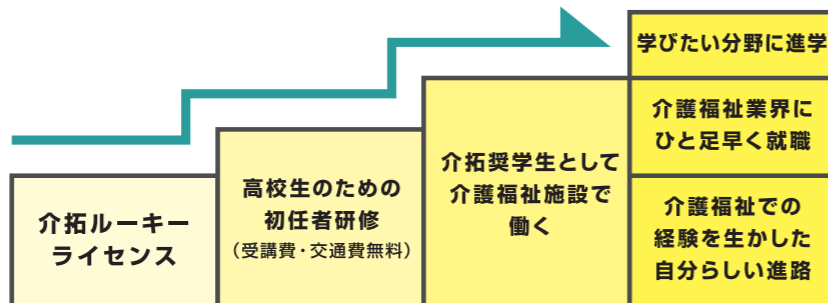 介拓ルーキー
ライセンス
高校生のための
初任者研修
（受講費・交通費無料）
介拓奨学生として
介護福祉施設で
働く
学びたい分野に進学
介護福祉業界に
ひと足早く就職
介護福祉での
経験を生かした
自分らしい進路